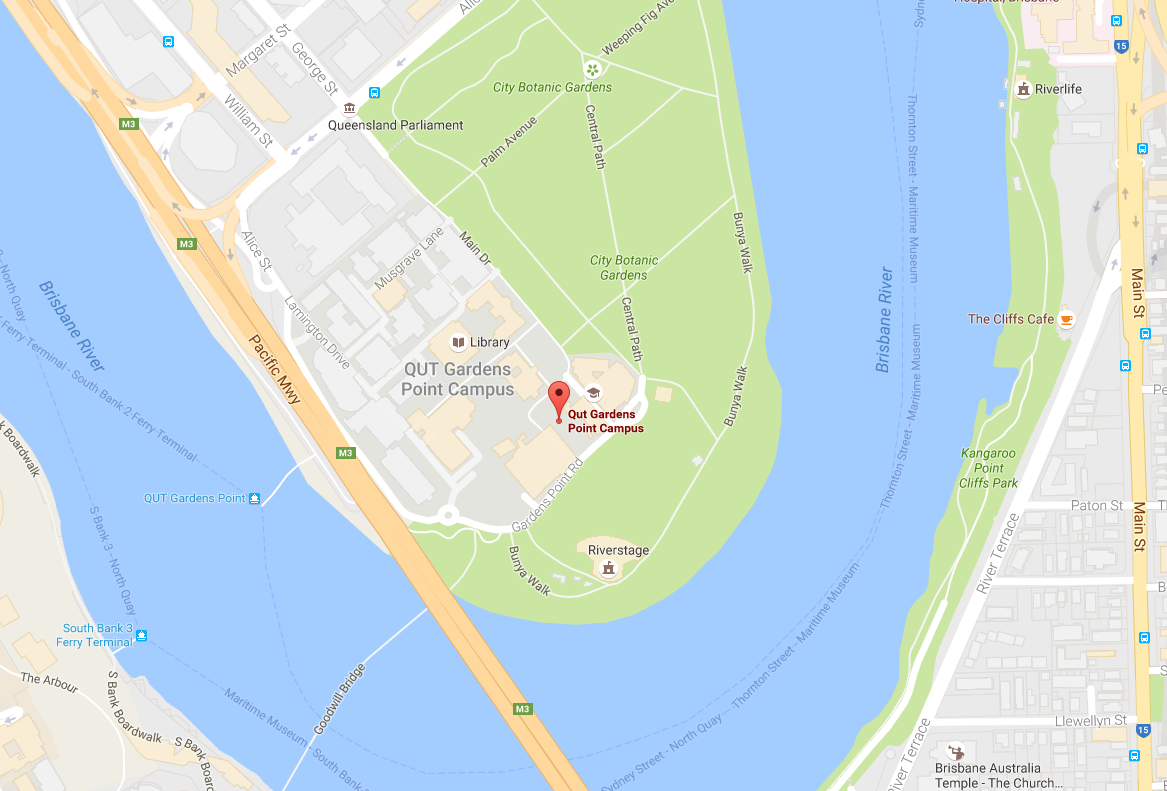 Hospital, Brisbane
Alic
Weeping Fig Ave
Sydney
Margaret St
George St
15
City Botanic Gardens
Riverlife
William St
Queensland Parliament
M3
Palm Avenue
Central Path
Thornton Street - Maritime Museum
Musgrave Lane
Main Dr
Bunya Walk
M3
Alice St
City Botanic
Gardens
Main St
Brisbane River
North Quay
Brisbane River
Lamington Drive
Central Path
The Cliffs Cafe
Ferry Terminal - South Bank 2 Ferry Terminal
Pacific Mwy
Library
QUT Gardens
Point Campus
Bunya Walk
Qut Gardens
Point Campus
Thornton Street - Maritime Museum
k Boardwalk
M3
Kangaroo
Point
Cliffs Park
QUT Gardens Point
Gardens Point Rd
Paton St
Main St
S Bank 3 - North Quay
Riverstage
Bunya Walk
River Terrace
South Bank 3
Ferry Terminal
Thornton Street - Maritime Museum
The Arbour
S Bank Boardwalk
Goodwill Bridge
M3
Llewellyn St
15
Maritime Museum - South Bank
S Bank Board
Sydney Street - North Quay
River Terrace
Brisbane Australia
Temple - The Church...